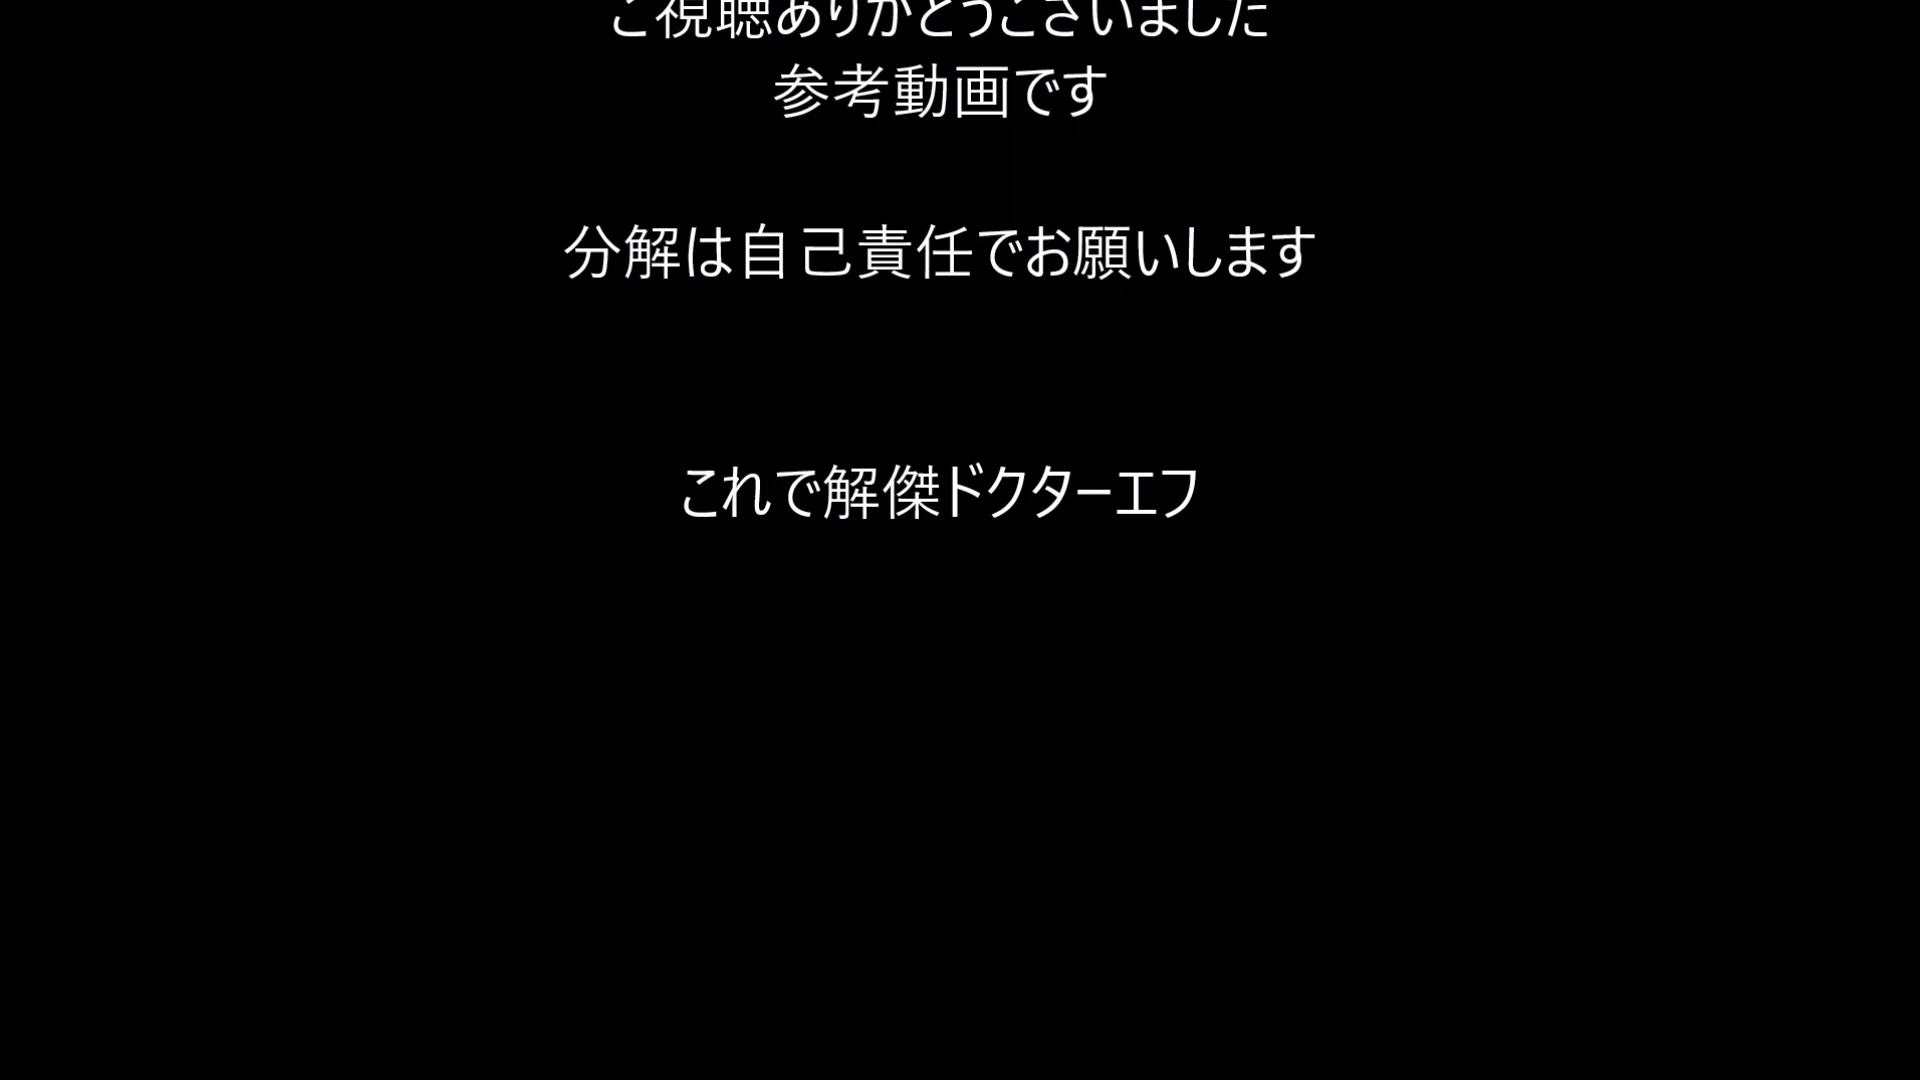 ご視聴ありがとうございました
参考動画です
分解は自己責任でお願いします
これで解傑ドクターエフ